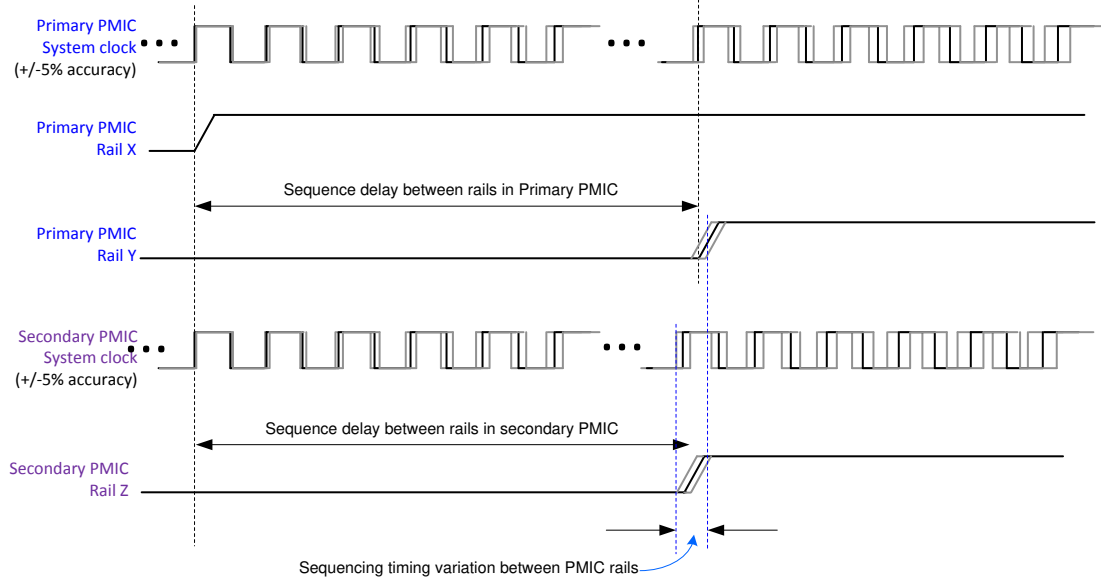 Primary PMIC
System clock
(+/-5% accuracy)
Primary PMIC
Rail X
Sequence delay between rails in Primary PMIC
Primary PMIC
Rail Y
Secondary PMIC
System clock
(+/-5% accuracy)
Sequence delay between rails in secondary PMIC
Secondary PMIC
Rail Z
Sequencing timing variation between PMIC rails